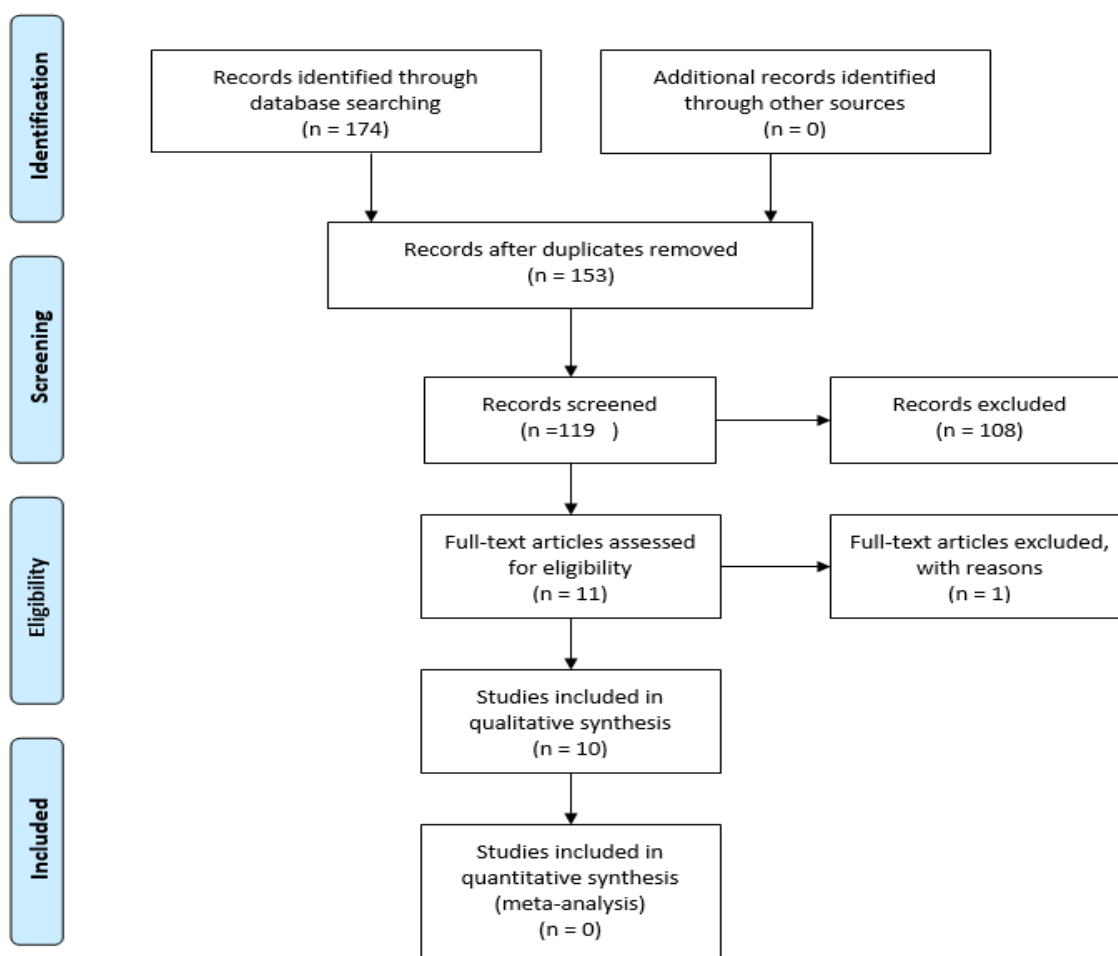 Identification
Records identified through
database searching
(n = 174)
Additional records identified
through other sources
(n = 0)
Records after duplicates removed
(n = 153)
Screening
Records screened
(n =119   )
Records excluded
(n = 108)
Eligibility
Full-text articles assessed
for eligibility
(n = 11)
Full-text articles excluded,
with reasons
(n = 1)
Studies included in
qualitative synthesis
(n = 10)
Included
Studies included in
quantitative synthesis
(meta-analysis)
(n = 0)